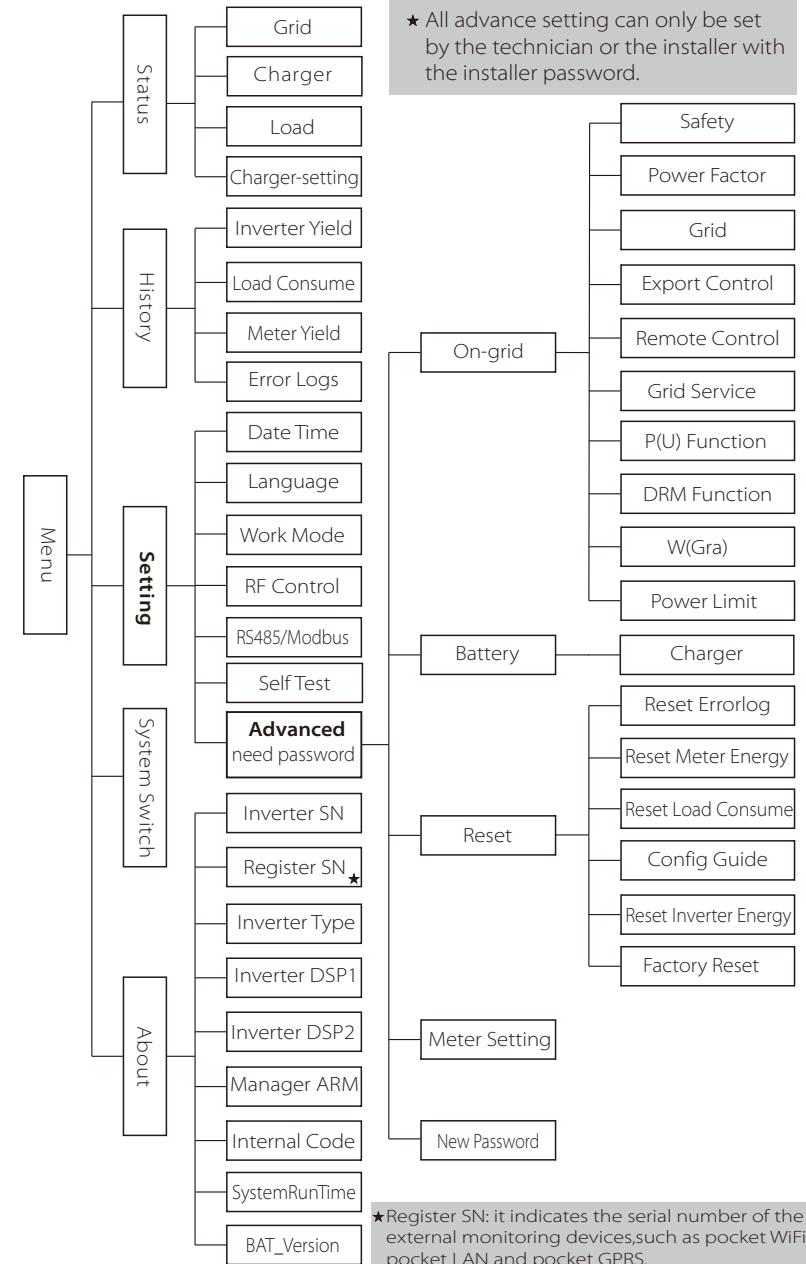 ★ All advance setting can only be set
by the technician or the installer with
the installer password.
Menu
Status
Grid
Charger
Load
Charger-setting
History
Inverter Yield
Load Consume
Meter Yield
Error Logs
Setting
Date Time
Language
Work Mode
RF Control
RS485/Modbus
Self Test
Advanced
need password
System Switch
About
Inverter SN
Register SN★
Inverter Type
Inverter DSP1
Inverter DSP2
Manager ARM
Internal Code
SystemRunTime
BAT_Version
On-grid
Safety
Power Factor
Grid
Export Control
Remote Control
Grid Service
P(U) Function
DRM Function
W(Gra)
Power Limit
Battery
Charger
Reset
Reset Errorlog
Reset Meter Energy
Reset Load Consume
Config Guide
Reset Inverter Energy
Factory Reset
Meter Setting
New Password
★Register SN: it indicates the serial number of the
external monitoring devices,such as pocket WiFi
pocket LAN and pocket GPRS.